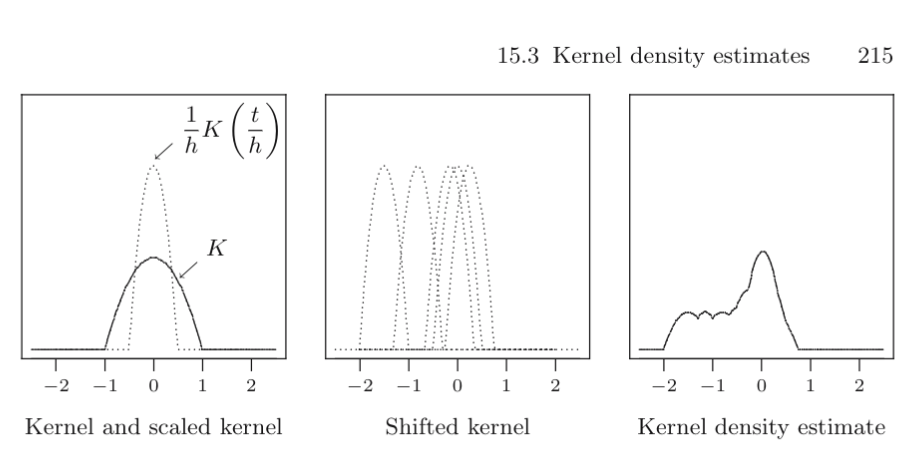 15.3 Kernel density estimates 215
1/h K (t/h)
K
−2 −1 0 1 2
−2 −1 0 1 2
−2 −1 0 1 2
Kernel and scaled kernel
Shifted kernel
Kernel density estimate